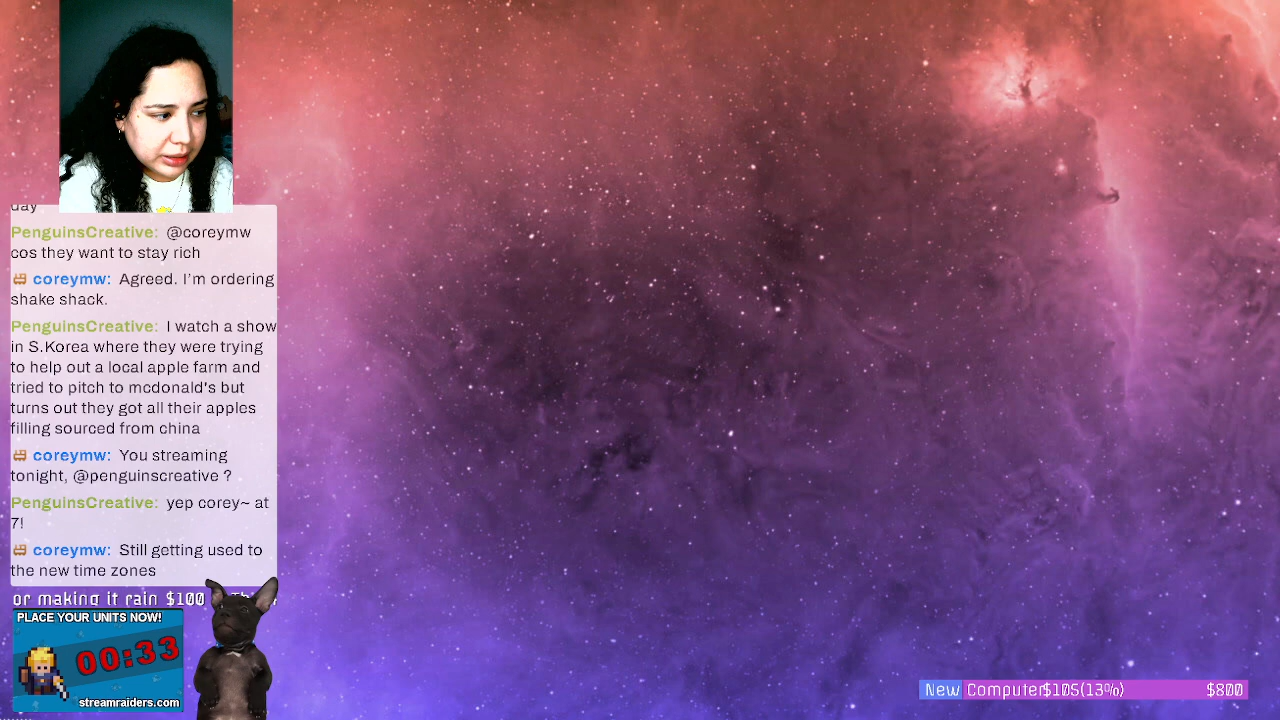 day
PenguinsCreative: @coreymw
cos they want to stay rich
coreymw: Agreed. I'm ordering
shake shack.
PenguinsCreative: I watch a show
in S.Korea where they were trying
to help out a local apple farm and
tried to pitch to mcdonald's but
turns out they got all their apples
filling sourced from china
coreymw: You streaming
tonight, @penguinscreative ?
PenguinsCreative: yep corey~ at
7!
coreymw: Still getting used to
the new time zones
or making it rain $100
PLACE YOUR UNITS NOW!
00:33
streamraiders.com
New Computer $105(13%) $800